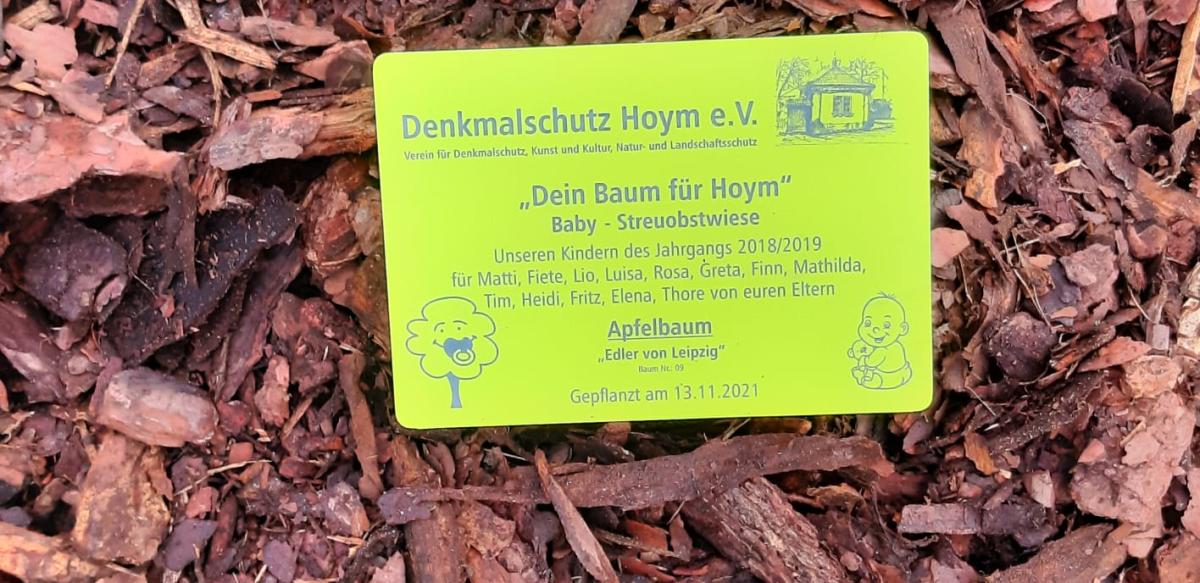 Denkmalschutz Hoym e.V.
Verein für Denkmalschutz, Kunst und Kultur, Natur- und Landschaftsschutz
„Dein Baum für Hoym“
Baby - Streuobstwiese
Unseren Kindern des Jahrgangs 2018/2019
für Matti, Fiete, Lio, Luisa, Rosa, Greta, Finn, Mathilda,
Tim, Heidi, Fritz, Elena, Thore von euren Eltern
Apfelbaum
„Edler von Leipzig“
Baum Nr.: 09
Gepflanzt am 13.11.2021